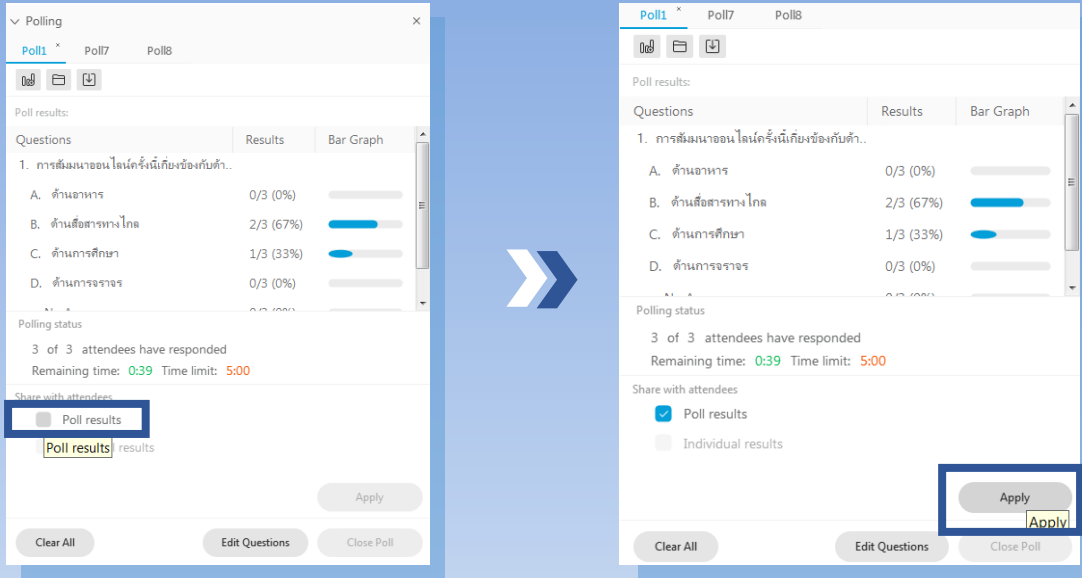 Polling
Poll1 Poll7 Poll8
Poll results:
Questions Results Bar Graph
1. การสัมมนาออนไลน์ครั้งนี้เกี่ยงข้องกับด้า..
A. ด้านอาหาร 0/3 (0%)
B. ด้านสื่อสารทางไกล 2/3 (67%)
C. ด้านการศึกษา 1/3 (33%)
D. ด้านการจราจร 0/3 (0%)
Polling status
3 of 3 attendees have responded
Remaining time: 0:39 Time limit: 5:00
Share with attendees
Poll results
Poll results
results
Apply
Clear All Edit Questions Close Poll
Poll1 Poll7 Poll8
Poll results:
Questions Results Bar Graph
1. การสัมมนาออนไลน์ครั้งนี้เกี่ยงข้องกับด้า..
A. ด้านอาหาร 0/3 (0%)
B. ด้านสื่อสารทางไกล 2/3 (67%)
C. ด้านการศึกษา 1/3 (33%)
D. ด้านการจราจร 0/3 (0%)
Polling status
3 of 3 attendees have responded
Remaining time: 0:39 Time limit: 5:00
Share with attendees
Poll results
Individual results
Apply
Apply
Clear All Edit Questions Close Poll